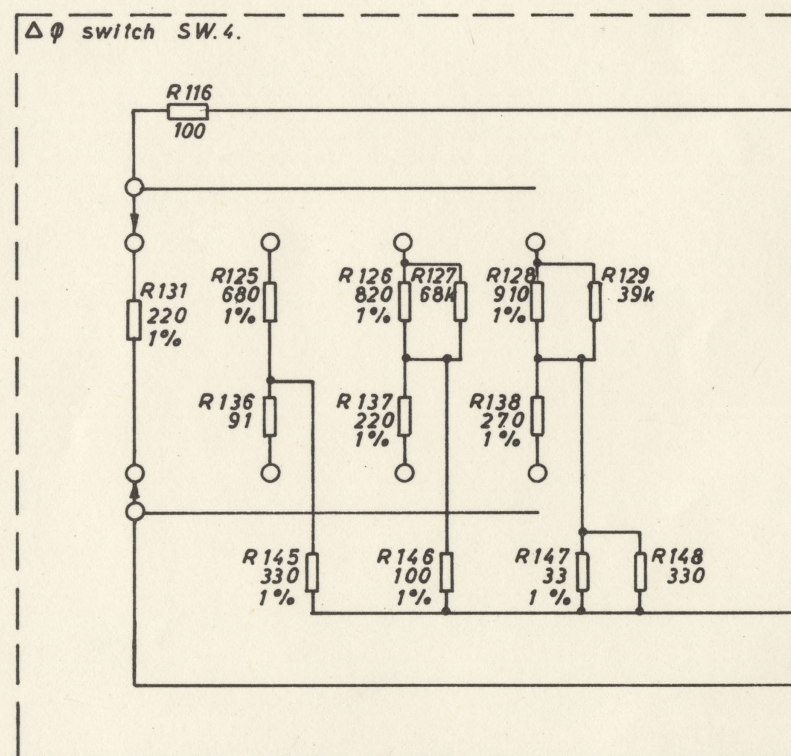 Δφ switch SW.4.
R116
100
R131
220
1%
R125
680
1%
R126
820
1%
R127
68k
R128
910
1%
R129
39k
R136
91
R137
220
1%
R138
270
1%
R145
330
1%
R146
100
1%
R147
33
1%
R148
330